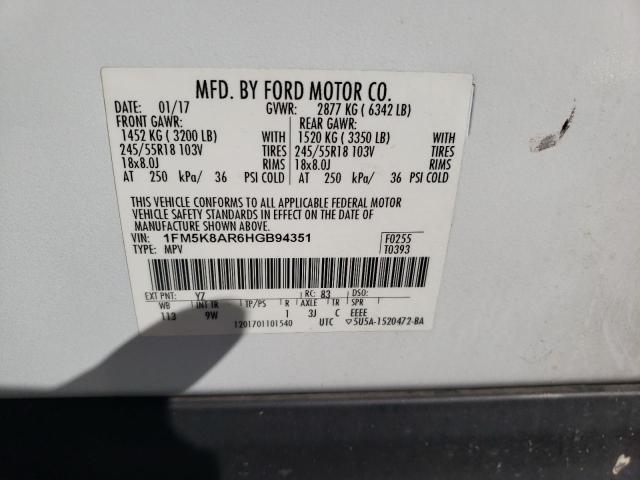 MFD. BY FORD MOTOR CO.
DATE: 01/17 GVWR: 2877 KG ( 6342 LB)
FRONT GAWR: REAR GAWR:
1452 KG ( 3200 LB) WITH 1520 KG ( 3350 LB) WITH
245/55R18 103V TIRES 245/55R18 103V TIRES
18x8.0J RIMS 18x8.0J RIMS
AT 250 kPa/ 36 PSI COLD AT 250 kPa/ 36 PSI COLD
THIS VEHICLE CONFORMS TO ALL APPLICABLE FEDERAL MOTOR
VEHICLE SAFETY STANDARDS IN EFFECT ON THE DATE OF
MANUFACTURE SHOWN ABOVE.
VIN: 1FM5K8AR6HGB94351 F0255
TYPE: MPV T0393
EXT PNT: YZ RC: 83 DSO:
WB INT TR TP/PS R AXLE TR SPR
113 9W 1 3J C EEEE
1201701101540 UTC ▽5U5A-1520472-BA